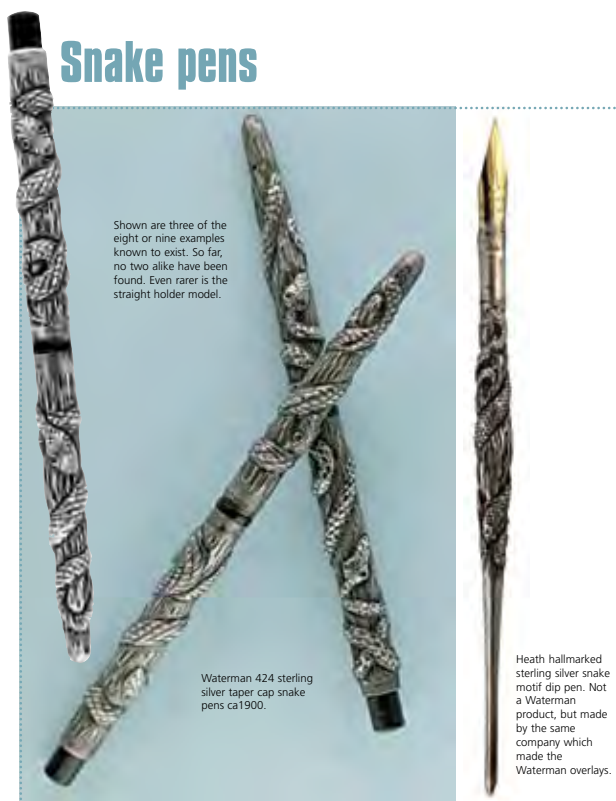 Snake pens
Shown are three of the
eight or nine examples
known to exist. So far,
no two alike have been
found. Even rarer is the
straight holder model.
Waterman 424 sterling
silver taper cap snake
pens ca1900.
Heath hallmarked
sterling silver snake
motif dip pen. Not
a Waterman
product, but made
by the same
company which
made the
Waterman overlays.